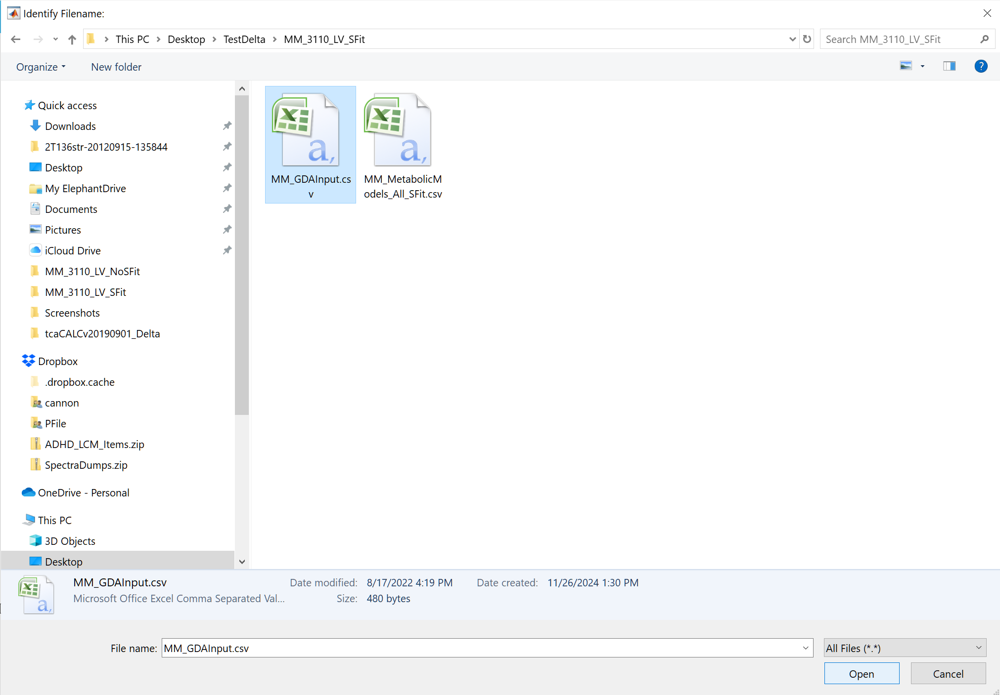 Identify Filename:
This PC > Desktop > TestDelta > MM_3110_LV_SFit
Search MM_3110_LV_SFit
Organize
New folder
?
Quick access
Downloads
2T136str-20120915-135844
Desktop
My ElephantDrive
Documents
Pictures
iCloud Drive
MM_3110_LV_NoSFit
MM_3110_LV_SFit
Screenshots
tcaCALCv20190901_Delta
Dropbox
.dropbox.cache
cannon
PFile
ADHD_LCM_Items.zip
SpectraDumps.zip
OneDrive - Personal
This PC
3D Objects
Desktop
a,
MM_GDAInput.cs
v
a,
MM_MetabolicM
odels_All_SFit.csv
a,
MM_GDAInput.csv
Microsoft Office Excel Comma Separated Val...
Date modified: 8/17/2022 4:19 PM
Size: 480 bytes
Date created: 11/26/2024 1:30 PM
File name: MM_GDAInput.csv
All Files (*.*)
Open
Cancel